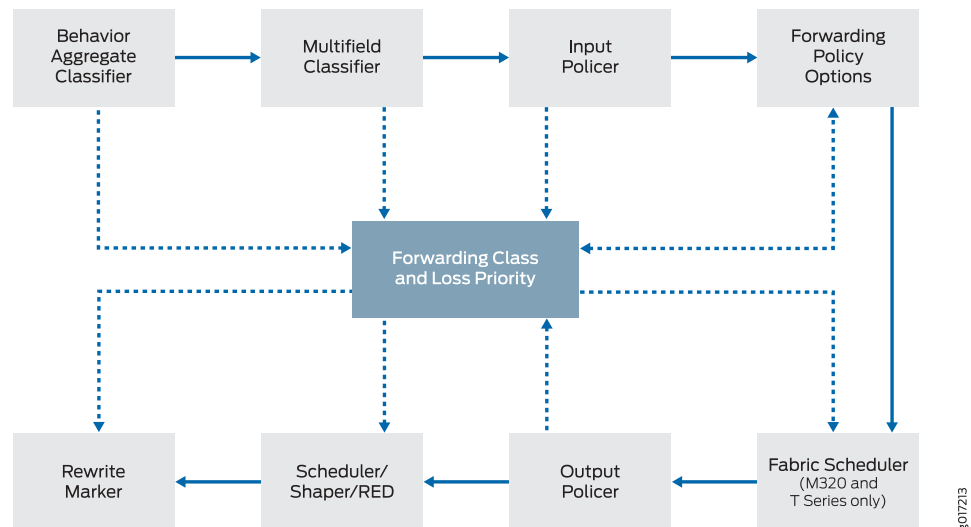 Behavior
Aggregate
Classifier
Multifield
Classifier
Input
Policer
Forwarding
Policy
Options
Forwarding Class
and Loss Priority
Rewrite
Marker
Scheduler/
Shaper/RED
Output
Policer
Fabric Scheduler
(M320 and
T Series only)
g017213